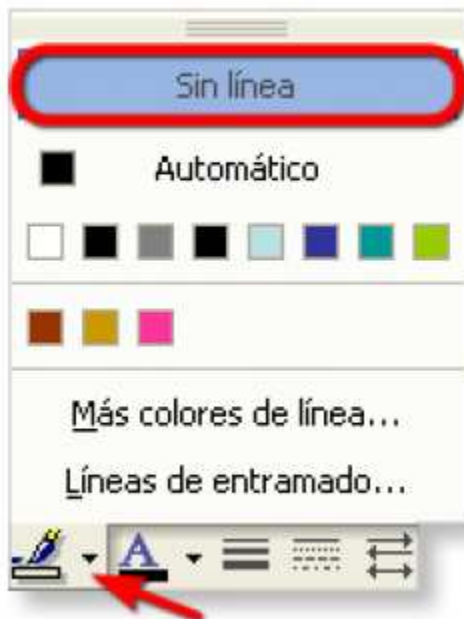 Sin línea
Automático
Más colores de línea...
Líneas de entramado...
A